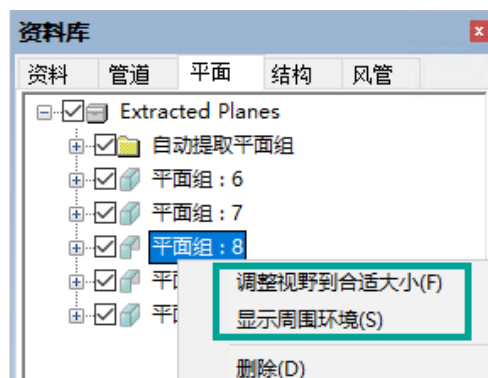 资料库
资料 管道 平面 结构 风管
Extracted Planes
自动提取平面组
平面组 : 6
平面组 : 7
平面组 : 8
平
调整视野到合适大小(F)
平
显示周围环境(S)
删除(D)